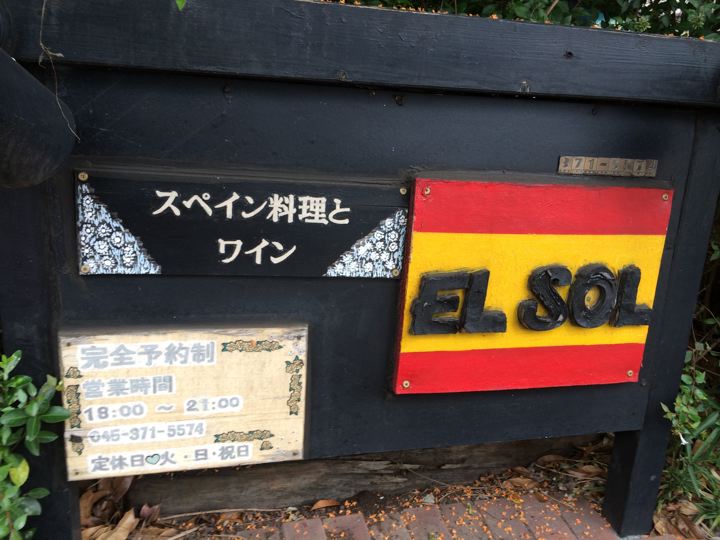 スペイン料理と
ワイン
EL SOL
完全予約制
営業時間
18:00 ～ 21:00
045-371-5574
定休日♡火・日・祝日